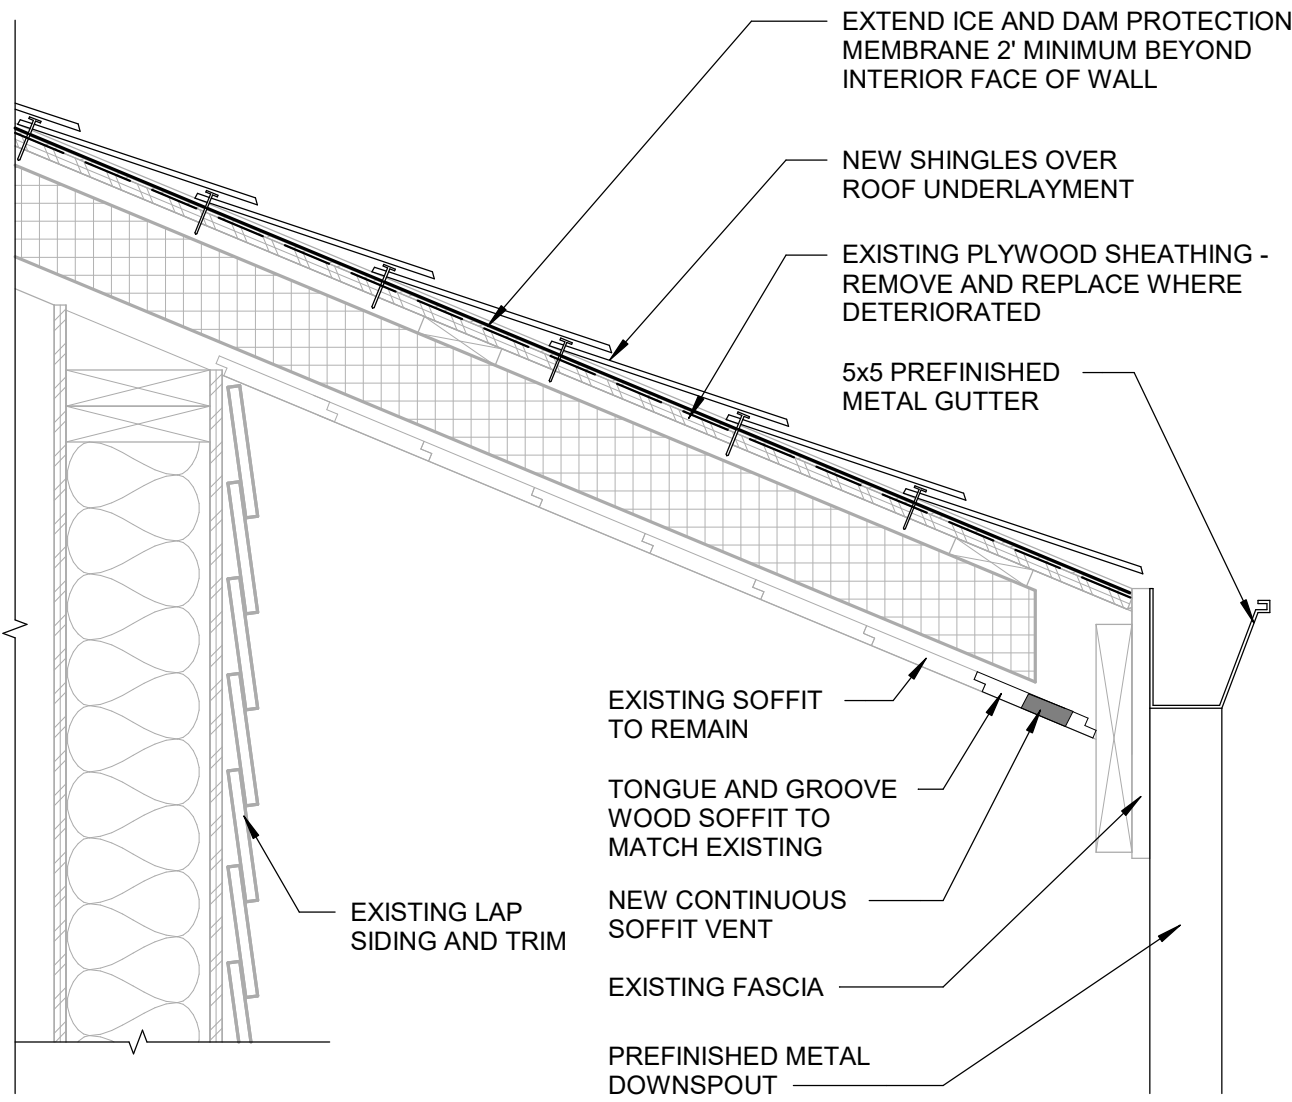 EXTEND ICE AND DAM PROTECTION
MEMBRANE 2' MINIMUM BEYOND
INTERIOR FACE OF WALL
NEW SHINGLES OVER
ROOF UNDERLAYMENT
EXISTING PLYWOOD SHEATHING -
REMOVE AND REPLACE WHERE
DETERIORATED
5x5 PREFINISHED
METAL GUTTER
EXISTING SOFFIT
TO REMAIN
TONGUE AND GROOVE
WOOD SOFFIT TO
MATCH EXISTING
NEW CONTINUOUS
SOFFIT VENT
EXISTING LAP
SIDING AND TRIM
EXISTING FASCIA
PREFINISHED METAL
DOWNSPOUT